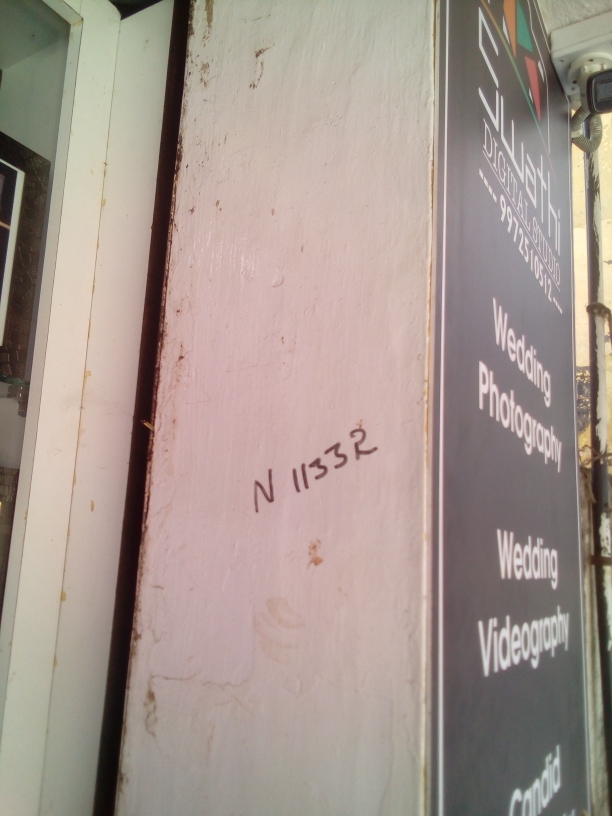 N 1133R
Swathi
DIGITAL STUDIO
9972510512
Wedding
Photography
Wedding
Videography
Candid